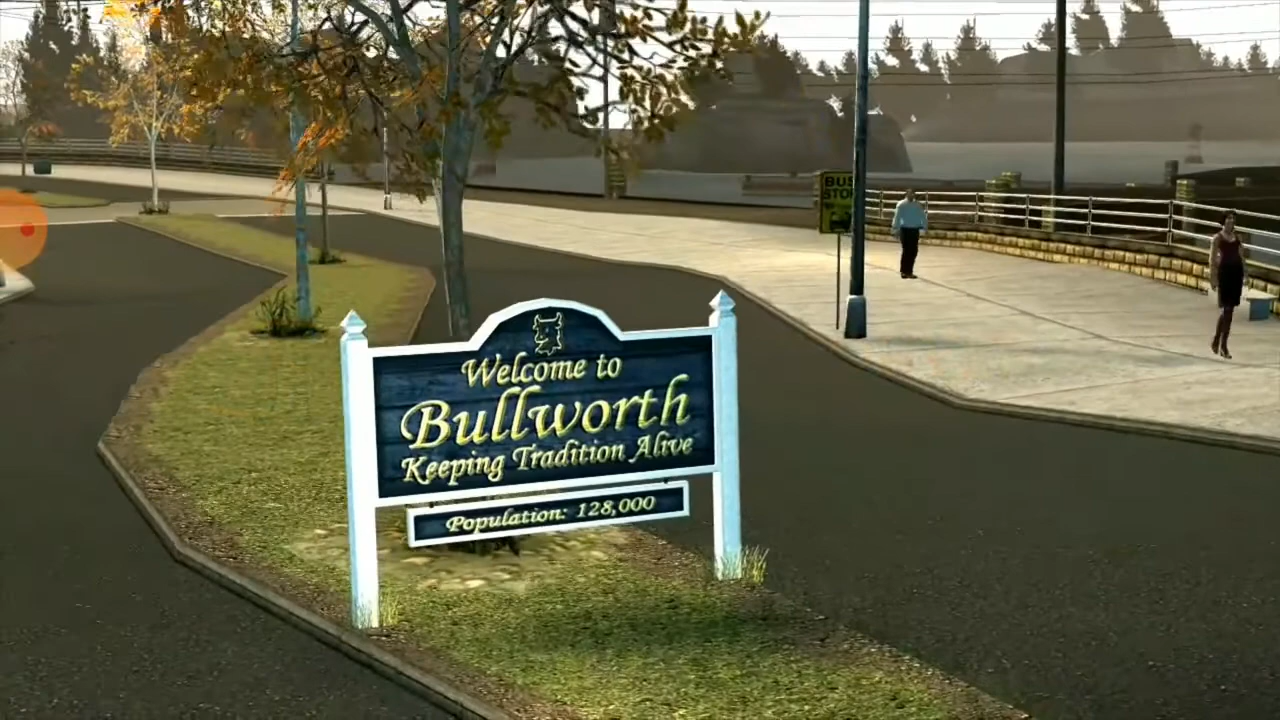 BUS
STOP
Welcome to
Bullworth
Keeping Tradition Alive
Population: 128,000